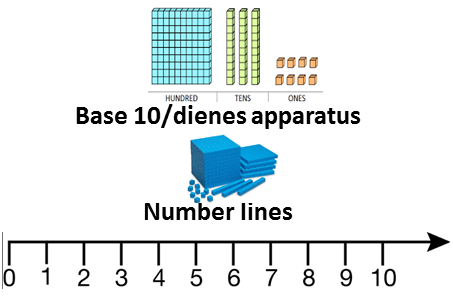 HUNDRED TENS ONES
Base 10/dienes apparatus
Number lines
0 1 2 3 4 5 6 7 8 9 10